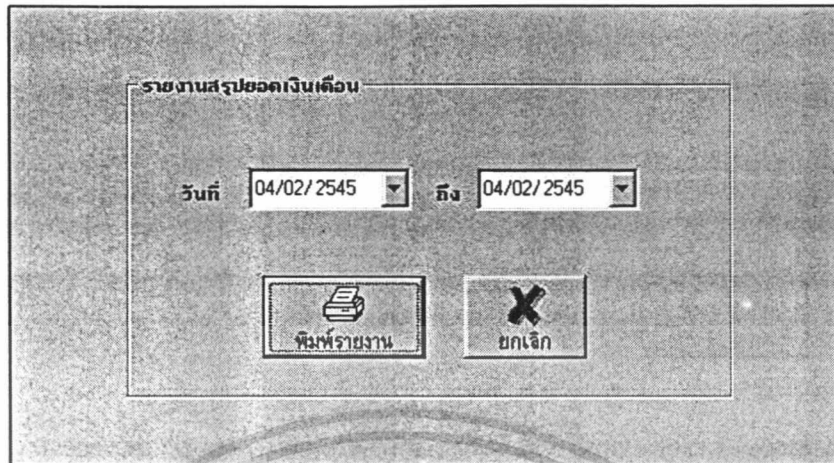 รายงานสรุปยอดเงินเดือน
วันที่ 04/02/2545 ถึง 04/02/2545
พิมพ์รายงาน ยกเลิก